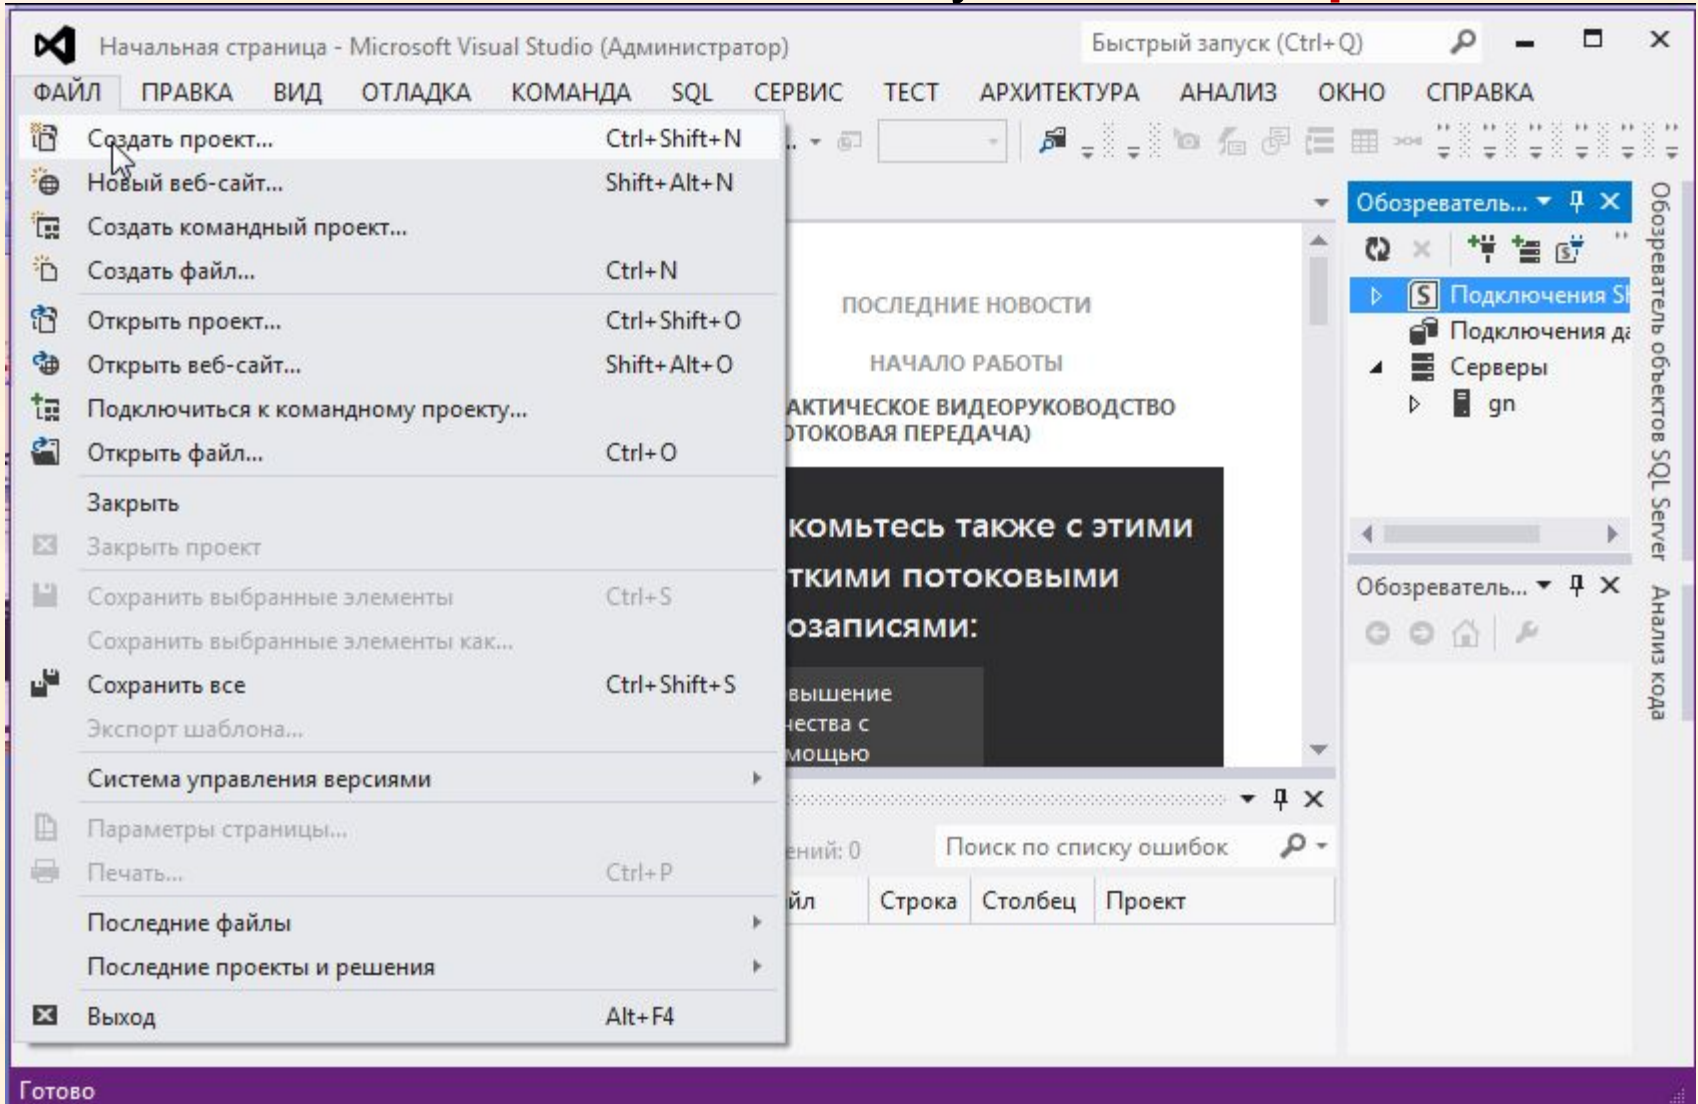 Начальная страница - Microsoft Visual Studio (Администратор)
Быстрый запуск (Ctrl+Q)
ФАЙЛ ПРАВКА ВИД ОТЛАДКА КОМАНДА SQL СЕРВИС ТЕСТ АРХИТЕКТУРА АНАЛИЗ ОКНО СПРАВКА
Создать проект... Ctrl+Shift+N
Новый веб-сайт... Shift+Alt+N
Создать командный проект...
Создать файл... Ctrl+N
Открыть проект... Ctrl+Shift+O
Открыть веб-сайт... Shift+Alt+O
Подключиться к командному проекту...
Открыть файл... Ctrl+O
Закрыть
Закрыть проект
Сохранить выбранные элементы Ctrl+S
Сохранить выбранные элементы как...
Сохранить все Ctrl+Shift+S
Экспорт шаблона...
Система управления версиями
Параметры страницы...
Печать... Ctrl+P
Последние файлы
Последние проекты и решения
Выход Alt+F4
ПОСЛЕДНИЕ НОВОСТИ
НАЧАЛО РАБОТЫ
АКТИЧЕСКОЕ ВИДЕОРУКОВОДСТВО
ОТОКОВАЯ ПЕРЕДАЧА)
комьтесь также с этими
ткими потоковыми
озаписями:
вышение
чества с
мощью
ений: 0
Поиск по списку ошибок
йл Строка Столбец Проект
Обозреватель...
Подключения Sh
Подключения да
Серверы
gn
Обозреватель...
Обозреватель объектов SQL Server
Анализ кода
Готово